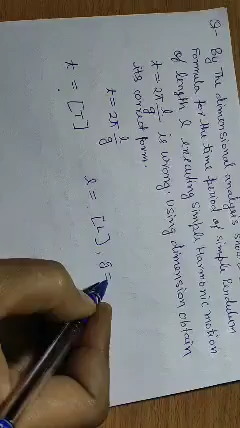 Q- By The dimensional analysis show
Formula for the time period of simple Pendulum
of length l executing simple Harmonic motion
t = 2π l/g is wrong. using dimension obtain
its correct form.
t = 2π l/g
t = [T] l = [L], g =